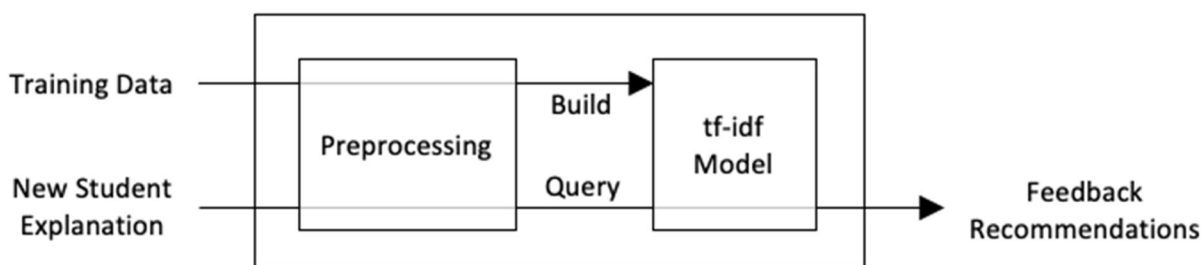 Training Data
Build
Preprocessing
tf-idf
Model
New Student
Explanation
Query
Feedback
Recommendations